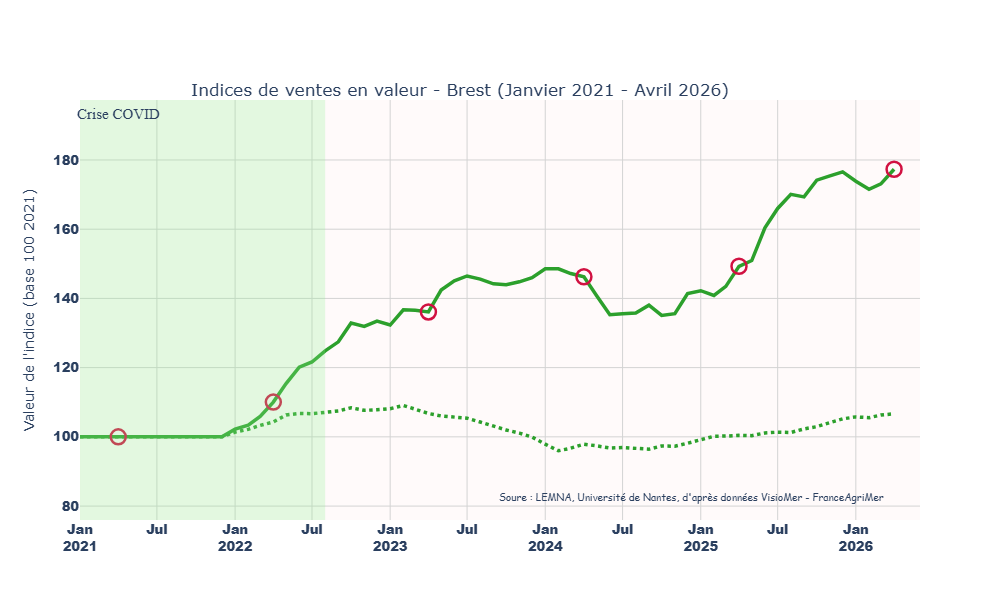 Indices de ventes en valeur - Brest (Janvier 2021 - Avril 2026)
Crise COVID
Valeur de l'indice (base 100 2021)
180
160
140
120
100
80
Soure : LEMNA, Université de Nantes, d'après données VisioMer - FranceAgriMer
Jan Jul Jan Jul Jan Jul Jan Jul Jan Jul Jan
2021 2022 2023 2024 2025 2026